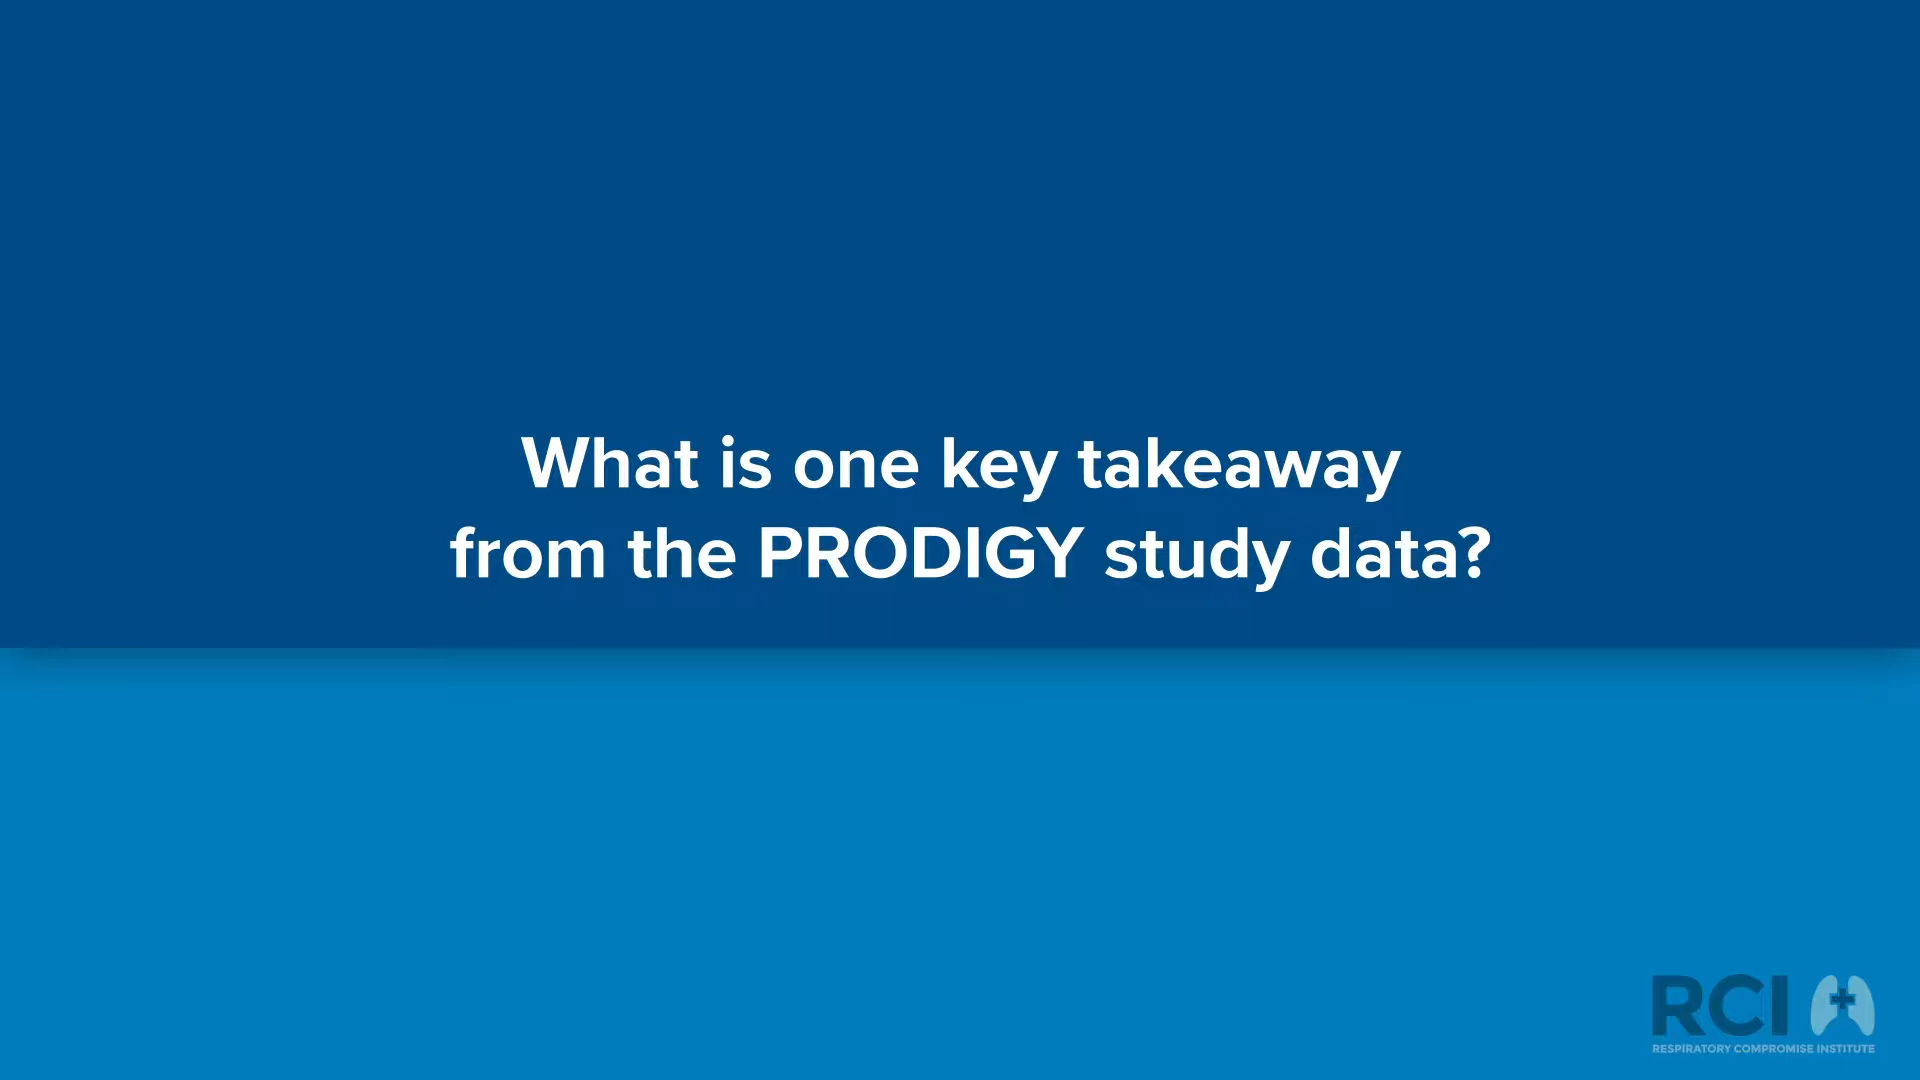 What is one key takeaway
from the PRODIGY study data?
RCI
RESPIRATORY COMPROMISE INSTITUTE